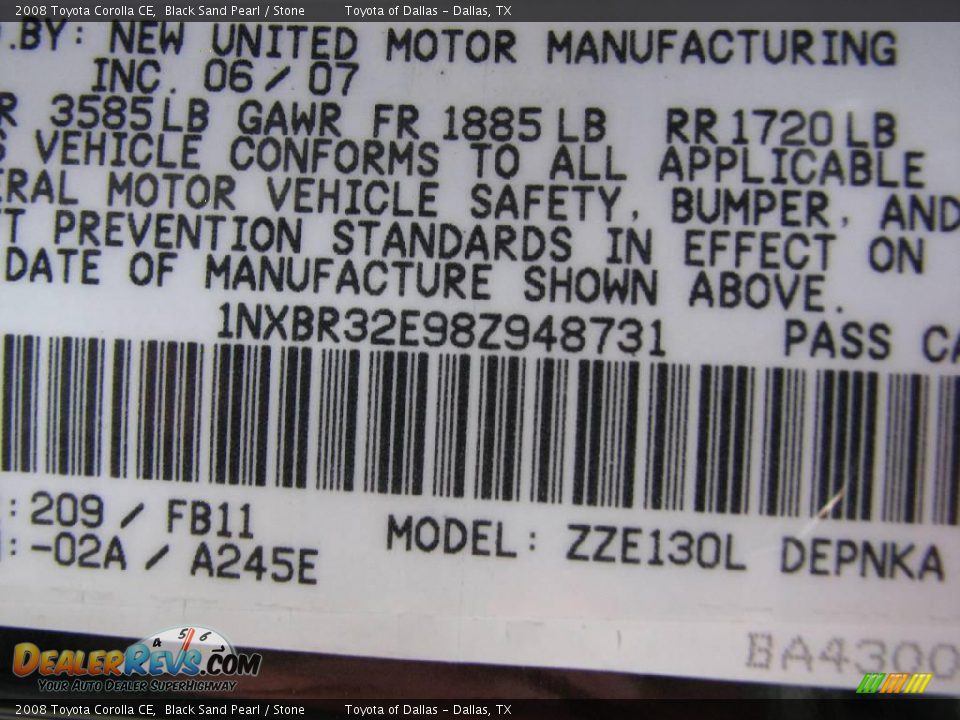 2008 Toyota Corolla CE, Black Sand Pearl / Stone Toyota of Dallas - Dallas, TX
.BY: NEW UNITED MOTOR MANUFACTURING
INC. 06/07
R 3585LB GAWR FR 1885LB RR1720LB
S VEHICLE CONFORMS TO ALL APPLICABLE
ERAL MOTOR VEHICLE SAFETY, BUMPER, AND
T PREVENTION STANDARDS IN EFFECT ON
DATE OF MANUFACTURE SHOWN ABOVE.
1NXBR32E98Z948731 PASS CA
:209 / FB11
:-02A / A245E
MODEL: ZZE130L DEPNKA
BA4300
4 5 6
DEALERREVS.COM
YOUR AUTO DEALER SUPERHIGHWAY
2008 Toyota Corolla CE, Black Sand Pearl / Stone Toyota of Dallas - Dallas, TX